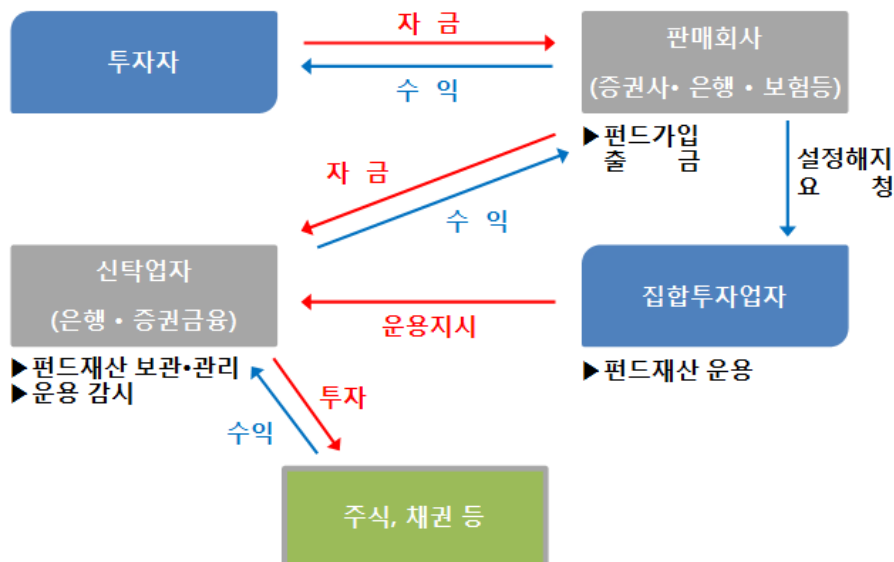 자 금
투자자
수 익
판매회사
(증권사• 은행 • 보험등)
▶펀드가입
출 금
설정해지
요 청
자 금
수 익
신탁업자
(은행 • 증권금융)
운용지시
집합투자업자
▶펀드재산 보관•관리
▶운용 감시
▶펀드재산 운용
투자
수익
주식, 채권 등